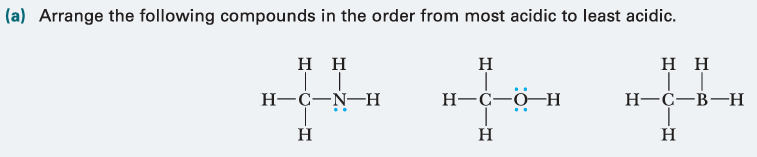 (a) Arrange the following compounds in the order from most acidic to least acidic.
H H H H H
H—C—N—H H—C—O—H H—C—B—H
H H H